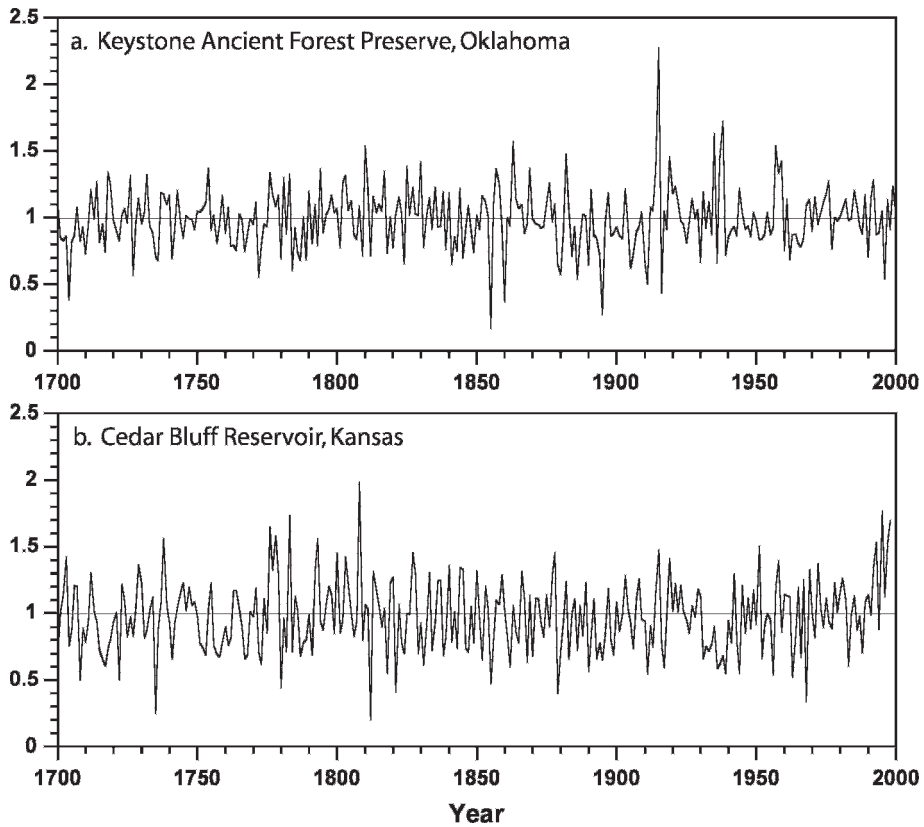 2.5
a. Keystone Ancient Forest Preserve, Oklahoma
2
1.5
1
0.5
0
1700 1750 1800 1850 1900 1950 2000
2.5
b. Cedar Bluff Reservoir, Kansas
2
1.5
1
0.5
0
1700 1750 1800 1850 1900 1950 2000
Year